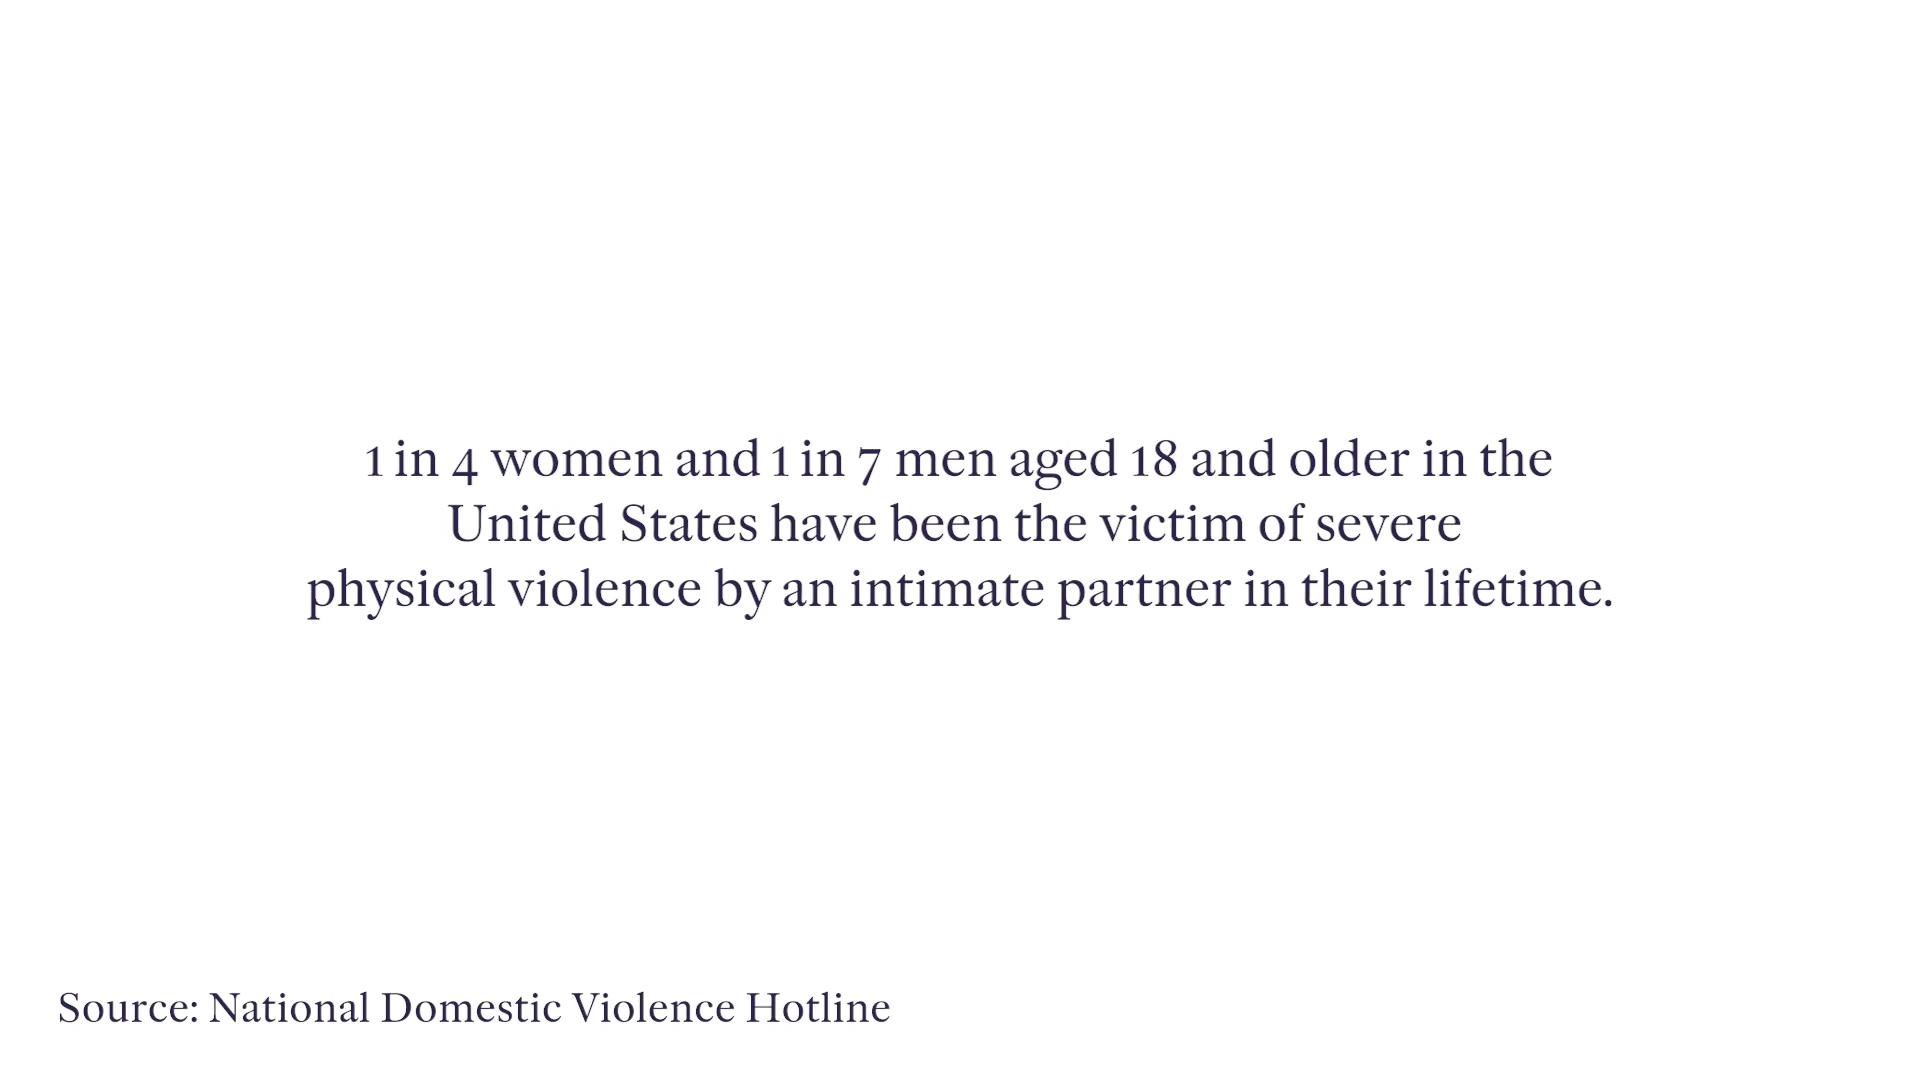 1 in 4 women and 1 in 7 men aged 18 and older in the
United States have been the victim of severe
physical violence by an intimate partner in their lifetime.
Source: National Domestic Violence Hotline